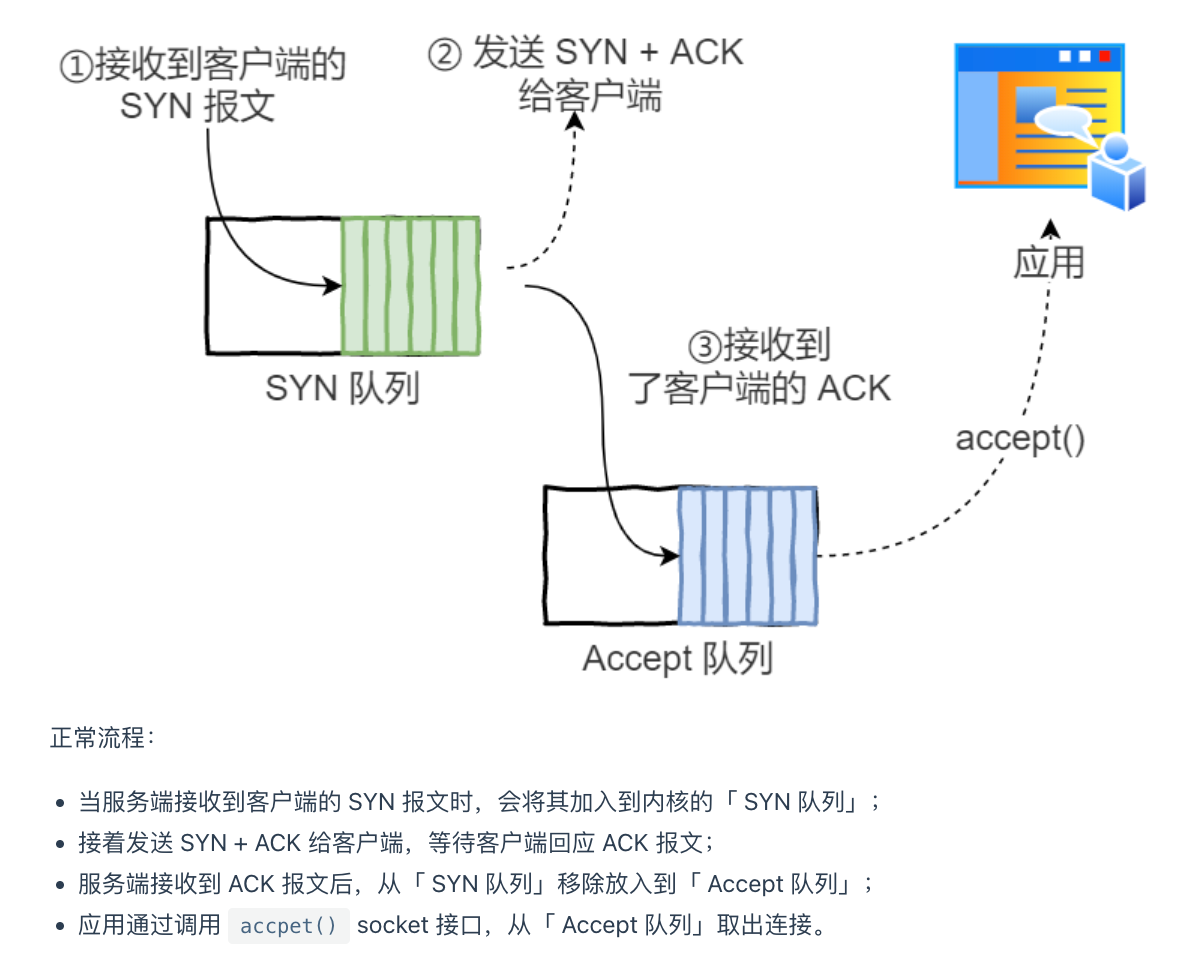 ①接收到客户端的
SYN 报文
② 发送 SYN + ACK
给客户端
应用
SYN 队列
③接收到
了客户端的 ACK
accept()
Accept 队列
正常流程：
当服务端接收到客户端的 SYN 报文时，会将其加入到内核的「 SYN 队列」；
接着发送 SYN + ACK 给客户端，等待客户端回应 ACK 报文；
服务端接收到 ACK 报文后，从「 SYN 队列」移除放入到「 Accept 队列」；
应用通过调用 accpet() socket 接口，从「 Accept 队列」取出连接。